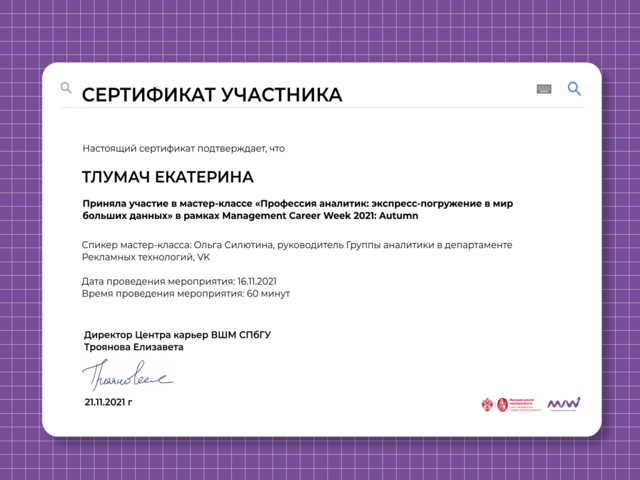 СЕРТИФИКАТ УЧАСТНИКА
Настоящий сертификат подтверждает, что
ТЛУМАЧ ЕКАТЕРИНА
Приняла участие в мастер-классе «Профессия аналитик: экспресс-погружение в мир
больших данных» в рамках Management Career Week 2021: Autumn
Спикер мастер-класса: Ольга Силютина, руководитель Группы аналитики в департаменте
Рекламных технологий, VK
Дата проведения мероприятия: 16.11.2021
Время проведения мероприятия: 60 минут
Директор Центра карьер ВШМ СПбГУ
Троянова Елизавета
21.11.2021 г
Высшая школа
менеджмента